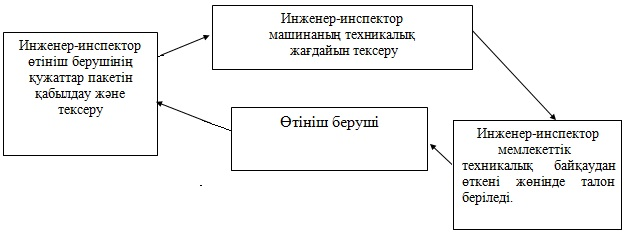 Инженер-инспектор
өтініш берушінің
құжаттар пакетін
қабылдау және
тексеру
Инженер-инспектор
машинаның техникалық
жағдайын тексеру
Өтініш беруші
Инженер-инспектор
мемлекеттік
техникалық байқаудан
өткені жөнінде талон
беріледі.
.